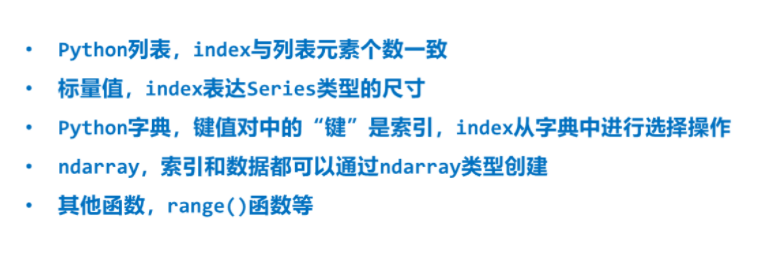 • Python列表，index与列表元素个数一致
• 标量值，index表达Series类型的尺寸
• Python字典，键值对中的“键”是索引，index从字典中进行选择操作
• ndarray，索引和数据都可以通过ndarray类型创建
• 其他函数，range()函数等